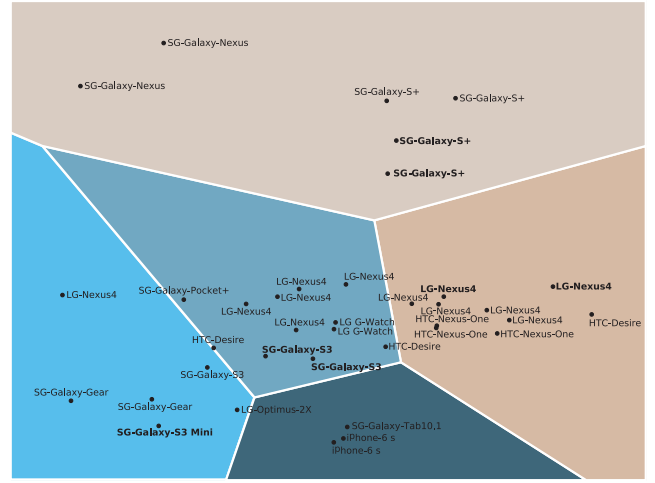 SG-Galaxy-Nexus
SG-Galaxy-Nexus
SG-Galaxy-S+
SG-Galaxy-S+
SG-Galaxy-S+
SG-Galaxy-S+
LG-Nexus4
SG-Galaxy-Pocket+
LG-Nexus4
LG-Nexus4
LG-Nexus4
LG-Nexus4
LG-Nexus4
LG G-Watch
LG G-Watch
HTC-Desire
SG-Galaxy-S3
SG-Galaxy-S3
SG-Galaxy-S3
HTC-Desire
LG-Nexus4
LG-Nexus4
LG-Nexus4
LG-Nexus4
LG-Nexus4
LG-Nexus4
HTC-Nexus-One
HTC-Nexus-One
HTC-Nexus-One
HTC-Desire
SG-Galaxy-Gear
SG-Galaxy-Gear
SG-Galaxy-S3 Mini
LG-Optimus-2X
SG-Galaxy-Tab10,1
iPhone-6 s
iPhone-6 s